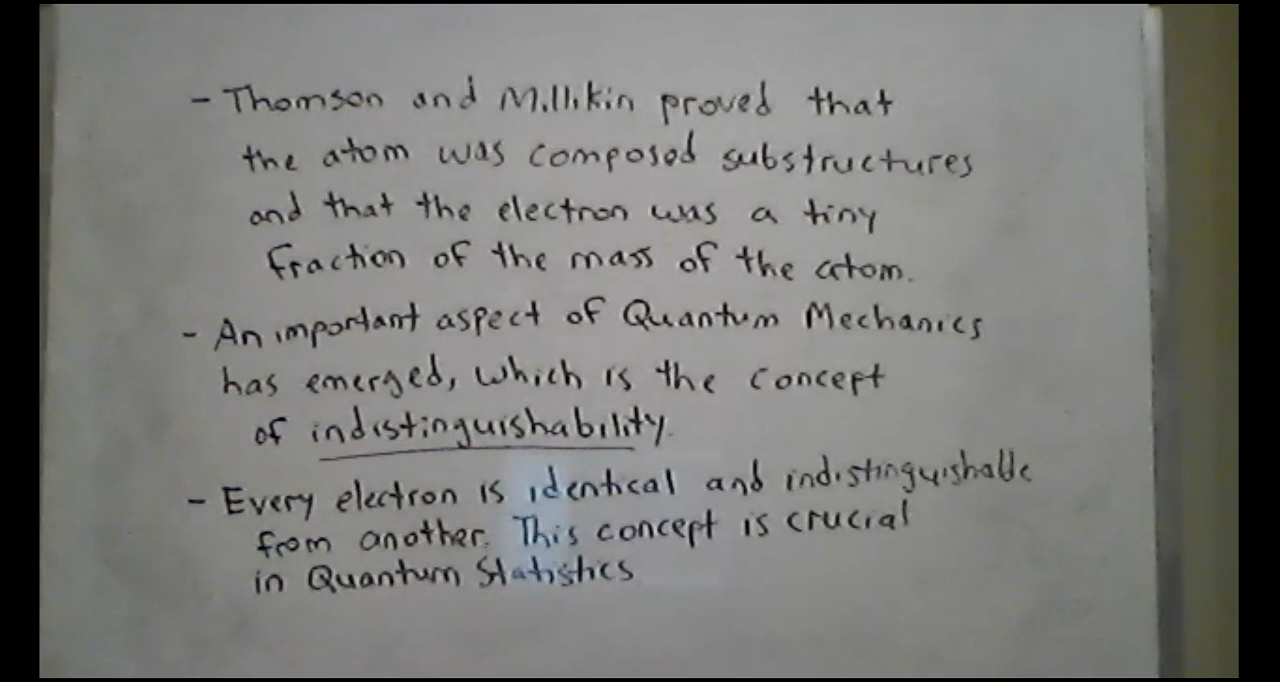 - Thomson and Millikin proved that
the atom was composed substructures
and that the electron was a tiny
fraction of the mass of the atom.
- An important aspect of Quantum Mechanics
has emerged, which is the concept
of indistinguishability.
- Every electron is identical and indistinguishable
from another. This concept is crucial
in Quantum Statistics